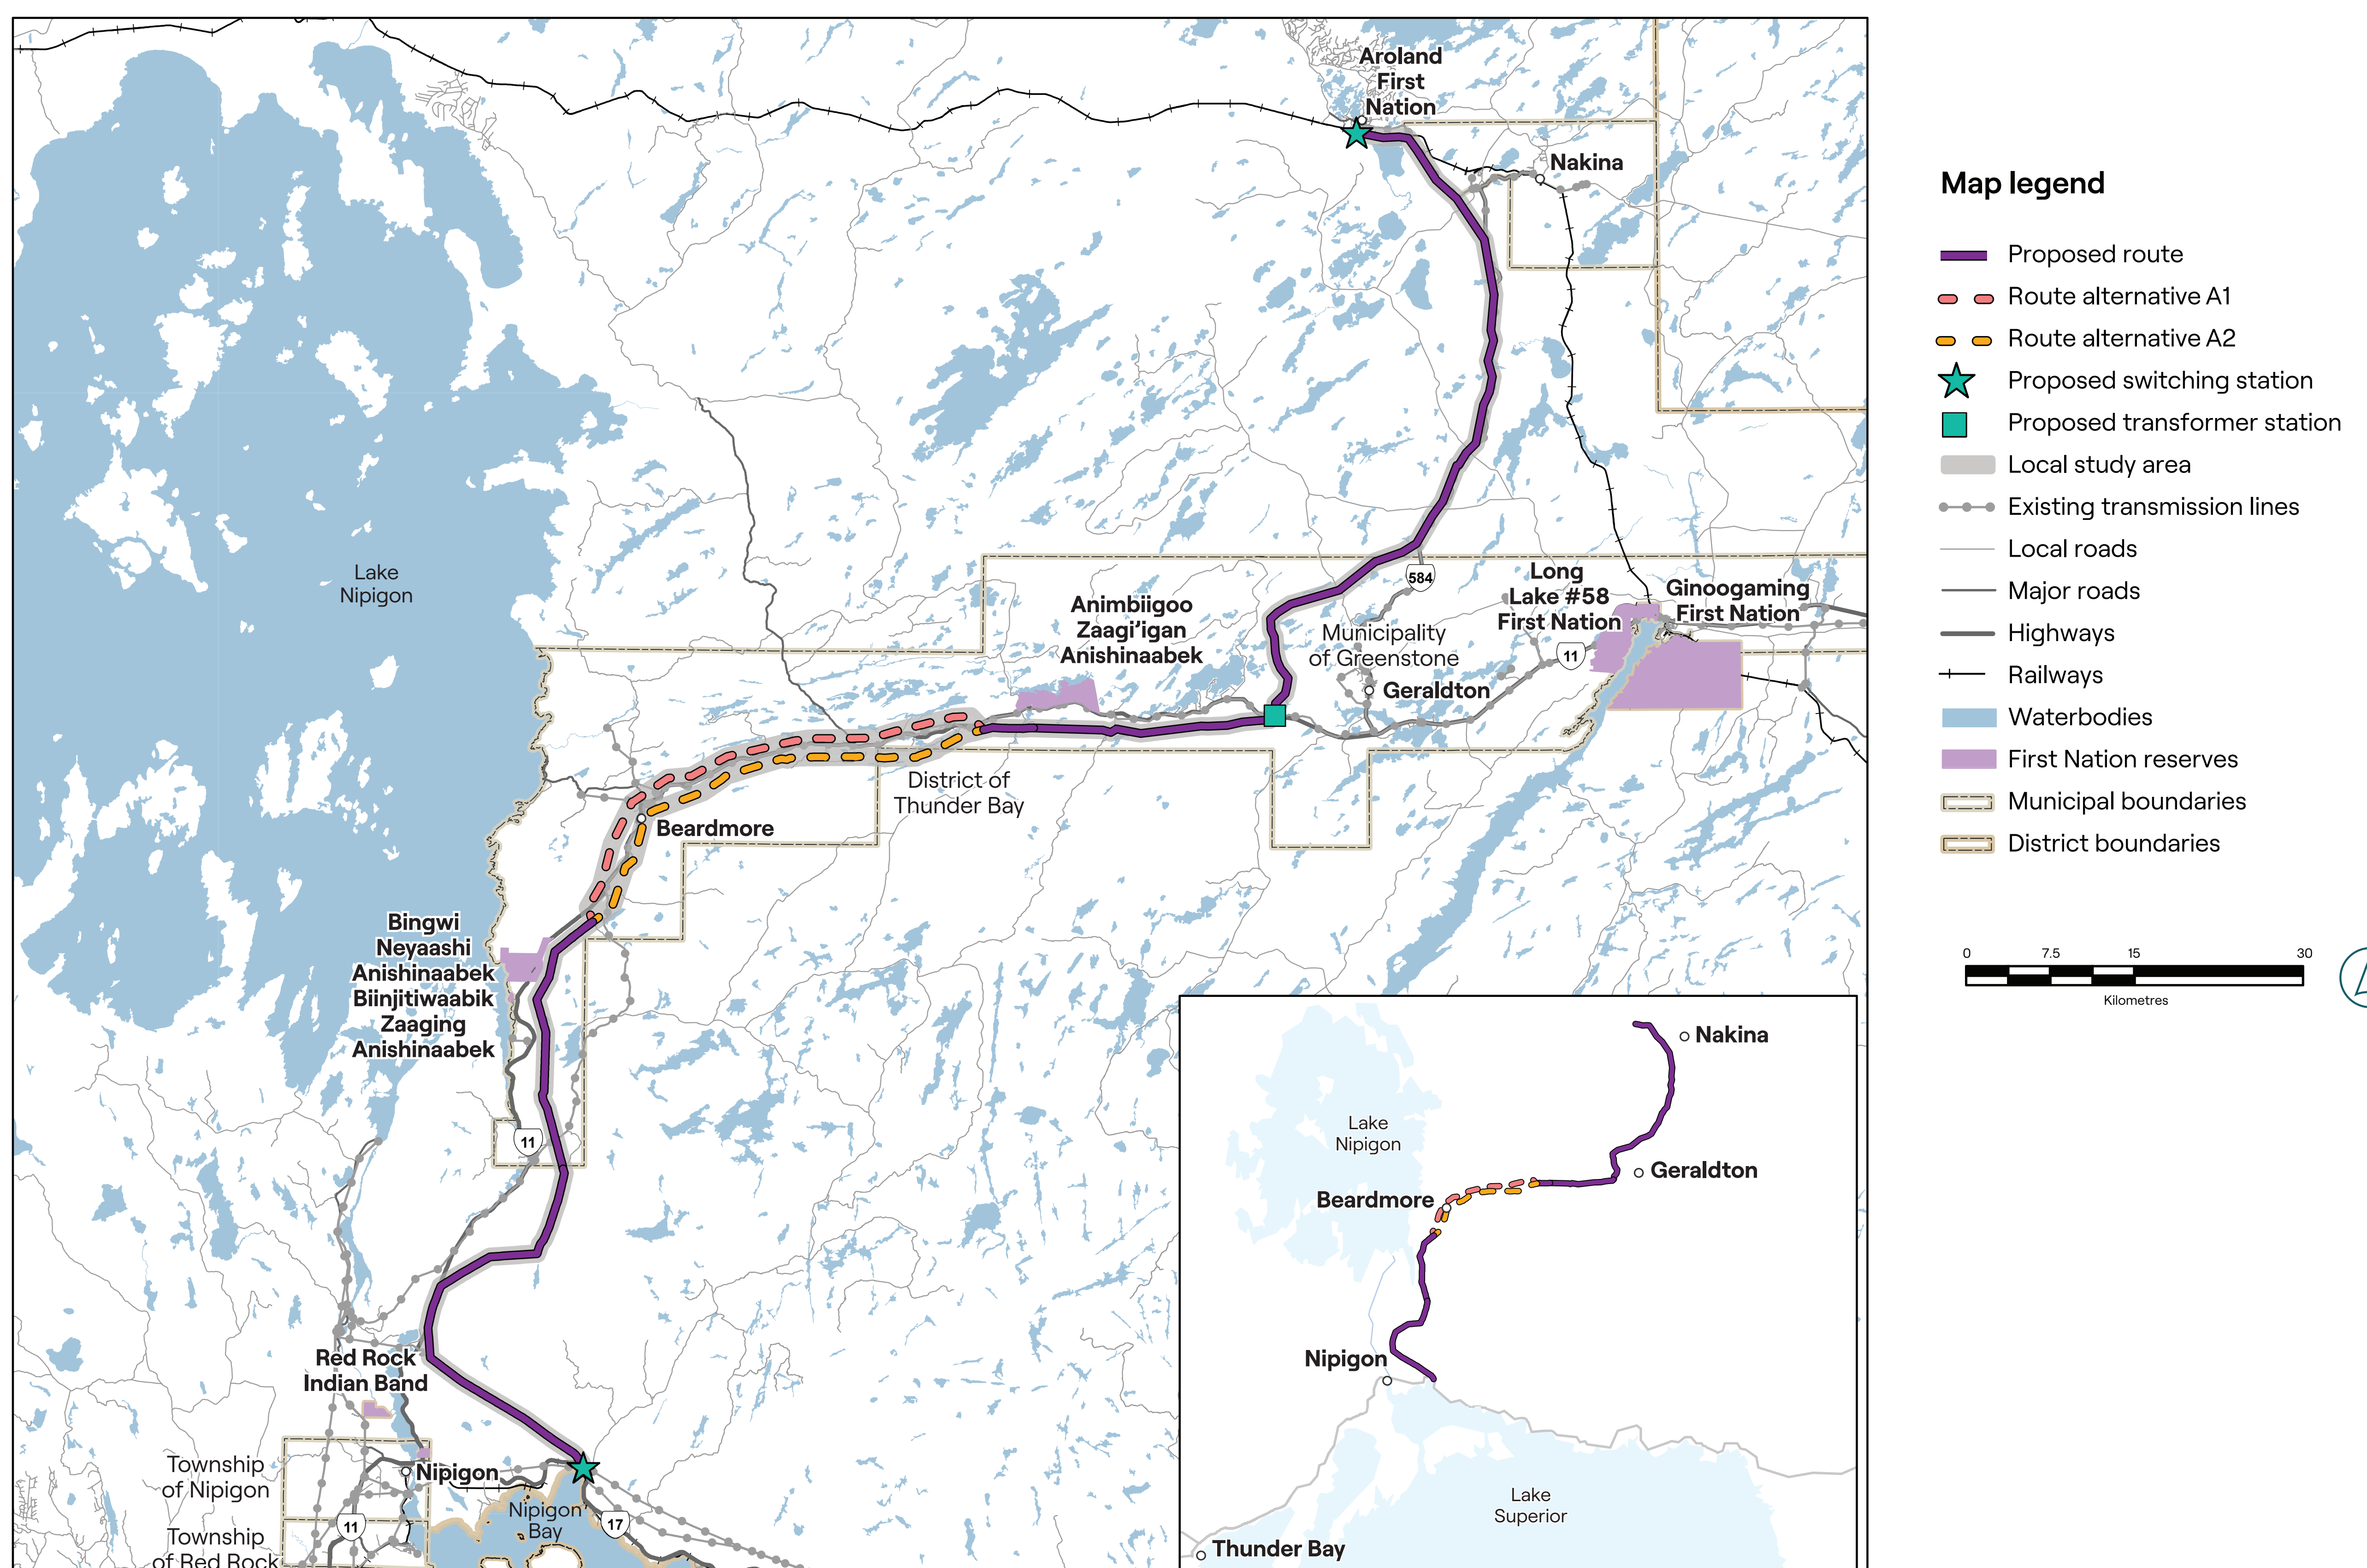 Aroland
First
Nation
Nakina
Lake
Nipigon
584
Long
Lake #58
First Nation
Ginoogaming
First Nation
Animbiigoo
Zaagi'igan
Anishinaabek
Municipality
of Greenstone
11
Geraldton
District of
Thunder Bay
Beardmore
Bingwi
Neyaashi
Anishinaabek
Biinjitiwaabik
Zaaging
Anishinaabek
11
Red Rock
Indian Band
Township
of Nipigon
Nipigon
Nipigon
Bay
11
17
Township
of Red Rock
Nakina
Lake
Nipigon
Geraldton
Beardmore
Nipigon
Lake
Superior
Thunder Bay
Map legend
Proposed route
Route alternative A1
Route alternative A2
Proposed switching station
Proposed transformer station
Local study area
Existing transmission lines
Local roads
Major roads
Highways
Railways
Waterbodies
First Nation reserves
Municipal boundaries
District boundaries
0 7.5 15 30
Kilometres